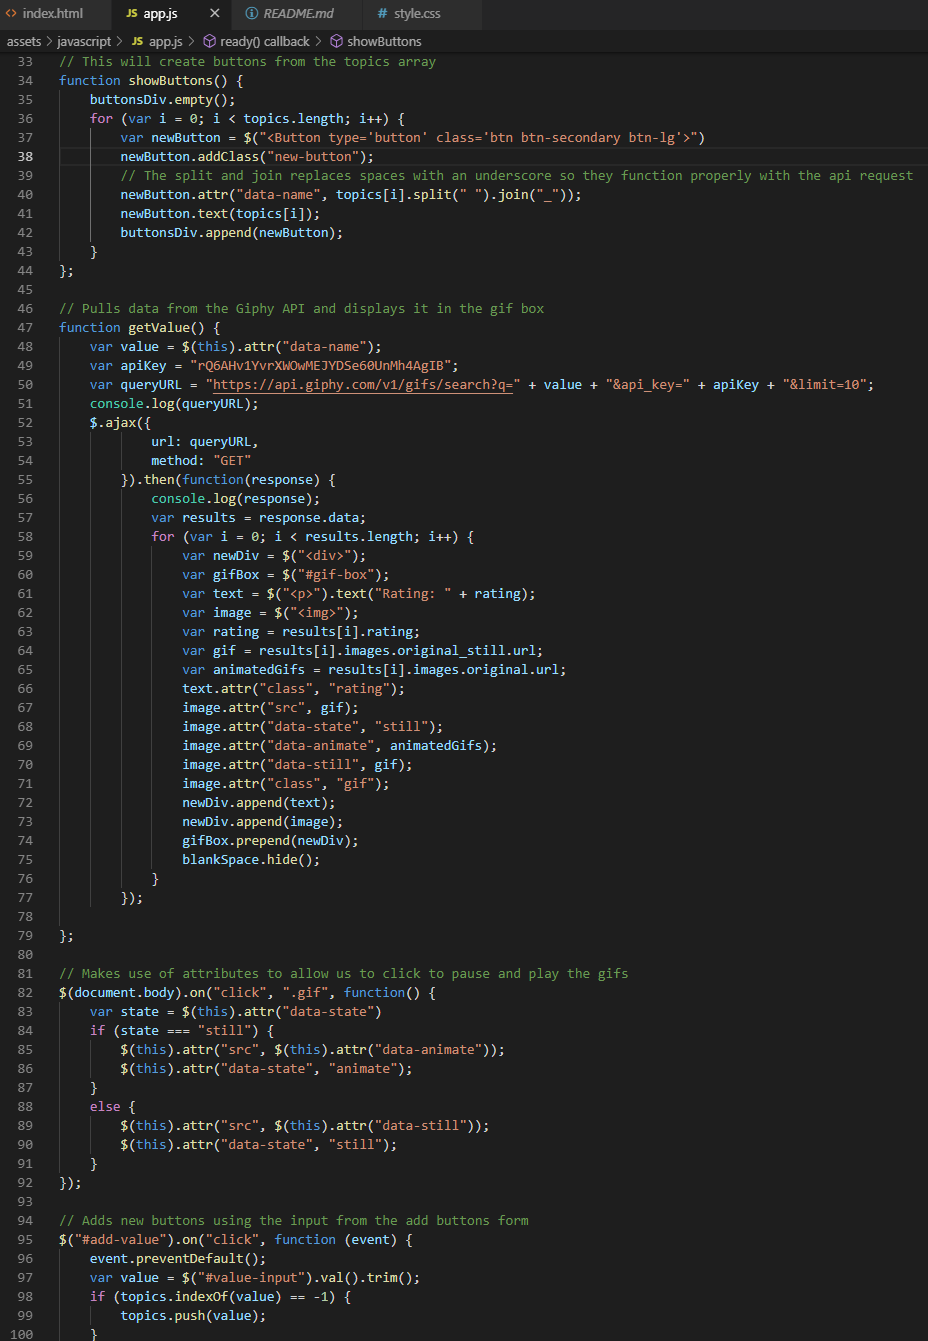 index.html JS app.js × README.md # style.css
assets > javascript > JS app.js > ready() callback > showButtons
33 // This will create buttons from the topics array
34 function showButtons() {
35 buttonsDiv.empty();
36 for (var i = 0; i < topics.length; i++) {
37 var newButton = $("<Button type='button' class='btn btn-secondary btn-lg'>")
38 newButton.addClass("new-button");
39 // The split and join replaces spaces with an underscore so they function properly with the api request
40 newButton.attr("data-name", topics[i].split(" ").join("_"));
41 newButton.text(topics[i]);
42 buttonsDiv.append(newButton);
43 }
44 };
45
46 // Pulls data from the Giphy API and displays it in the gif box
47 function getValue() {
48 var value = $(this).attr("data-name");
49 var apiKey = "rQ6AHv1YvrXWOwMEJYDSe60UnMh4AgIB";
50 var queryURL = "https://api.giphy.com/v1/gifs/search?q=" + value + "&api_key=" + apiKey + "&limit=10";
51 console.log(queryURL);
52 $.ajax({
53 url: queryURL,
54 method: "GET"
55 }).then(function(response) {
56 console.log(response);
57 var results = response.data;
58 for (var i = 0; i < results.length; i++) {
59 var newDiv = $("<div>");
60 var gifBox = $("#gif-box");
61 var text = $("<p>").text("Rating: " + rating);
62 var image = $("<img>");
63 var rating = results[i].rating;
64 var gif = results[i].images.original_still.url;
65 var animatedGifs = results[i].images.original.url;
66 text.attr("class", "rating");
67 image.attr("src", gif);
68 image.attr("data-state", "still");
69 image.attr("data-animate", animatedGifs);
70 image.attr("data-still", gif);
71 image.attr("class", "gif");
72 newDiv.append(text);
73 newDiv.append(image);
74 gifBox.prepend(newDiv);
75 blankSpace.hide();
76 }
77 });
78
79 };
80
81 // Makes use of attributes to allow us to click to pause and play the gifs
82 $(document.body).on("click", ".gif", function() {
83 var state = $(this).attr("data-state")
84 if (state === "still") {
85 $(this).attr("src", $(this).attr("data-animate"));
86 $(this).attr("data-state", "animate");
87 }
88 else {
89 $(this).attr("src", $(this).attr("data-still"));
90 $(this).attr("data-state", "still");
91 }
92 });
93
94 // Adds new buttons using the input from the add buttons form
95 $("#add-value").on("click", function (event) {
96 event.preventDefault();
97 var value = $("#value-input").val().trim();
98 if (topics.indexOf(value) == -1) {
99 topics.push(value);
100 }